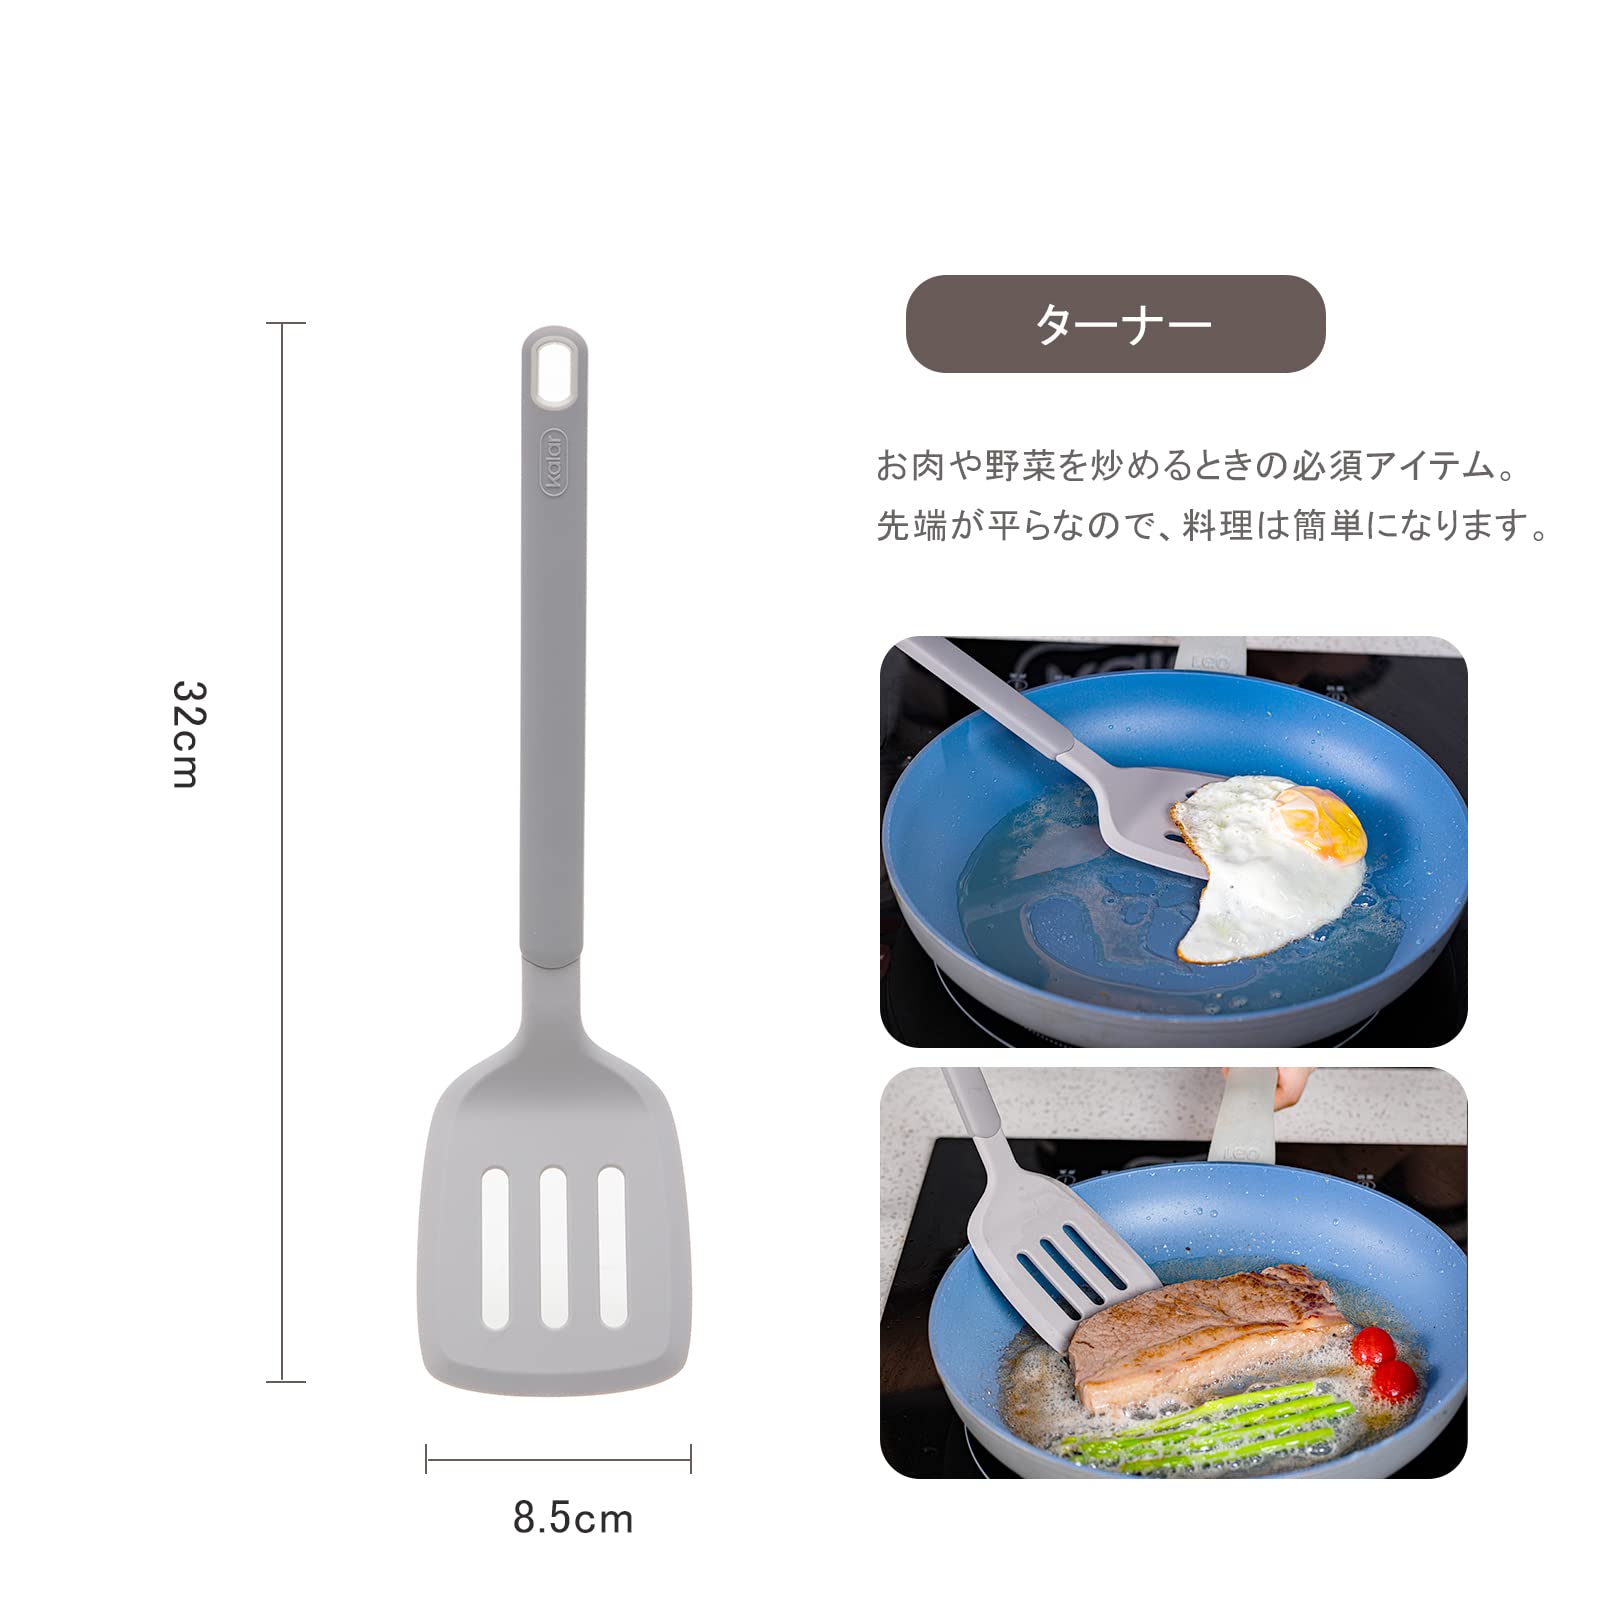 ターナー
お肉や野菜を炒めるときの必須アイテム。
先端が平らなので、料理は簡単になります。
kalar
32cm
8.5cm
Leo
Leo